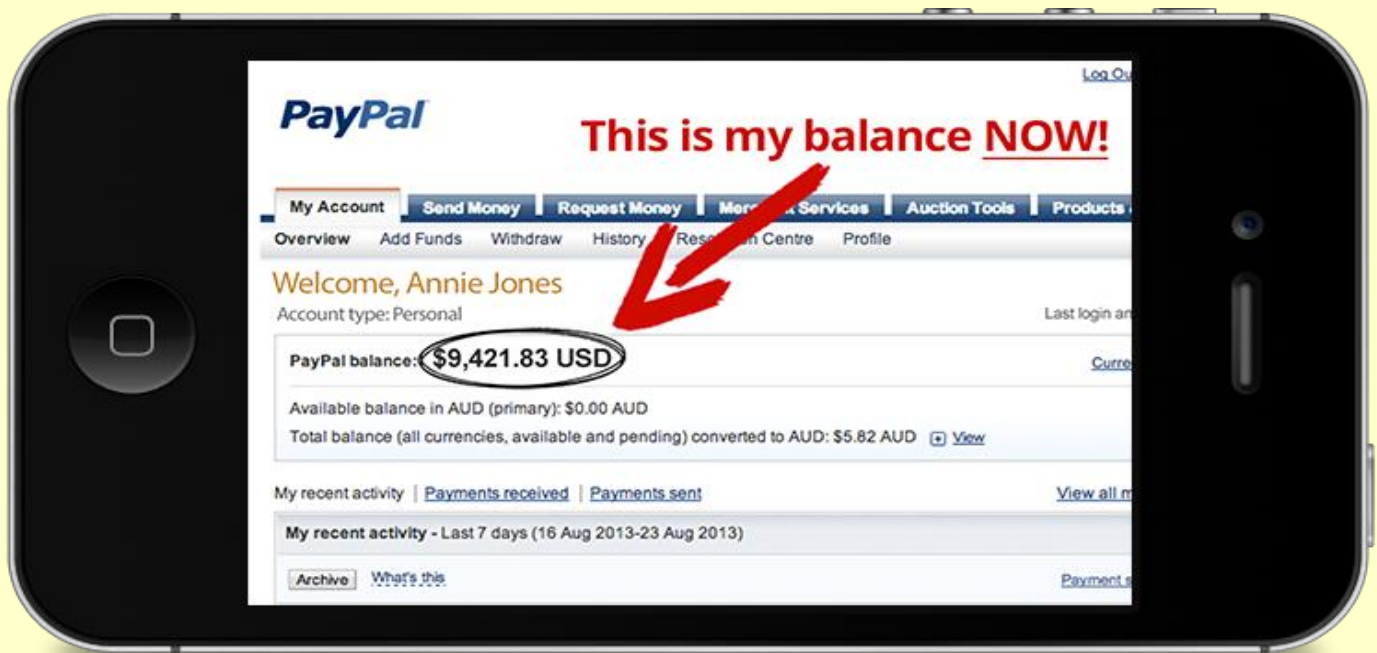 Log Ou
PayPal
This is my balance NOW!
My Account Send Money Request Money Services Auction Tools Products
Overview Add Funds Withdraw History Centre Profile
Welcome, Annie Jones
Account type: Personal
Last login an
PayPal balance: $9,421.83 USD
Curre
Available balance in AUD (primary): $0.00 AUD
Total balance (all currencies, available and pending) converted to AUD: $5.82 AUD View
My recent activity | Payments received | Payments sent
View all m
My recent activity - Last 7 days (16 Aug 2013-23 Aug 2013)
Archive What's this
Payment s